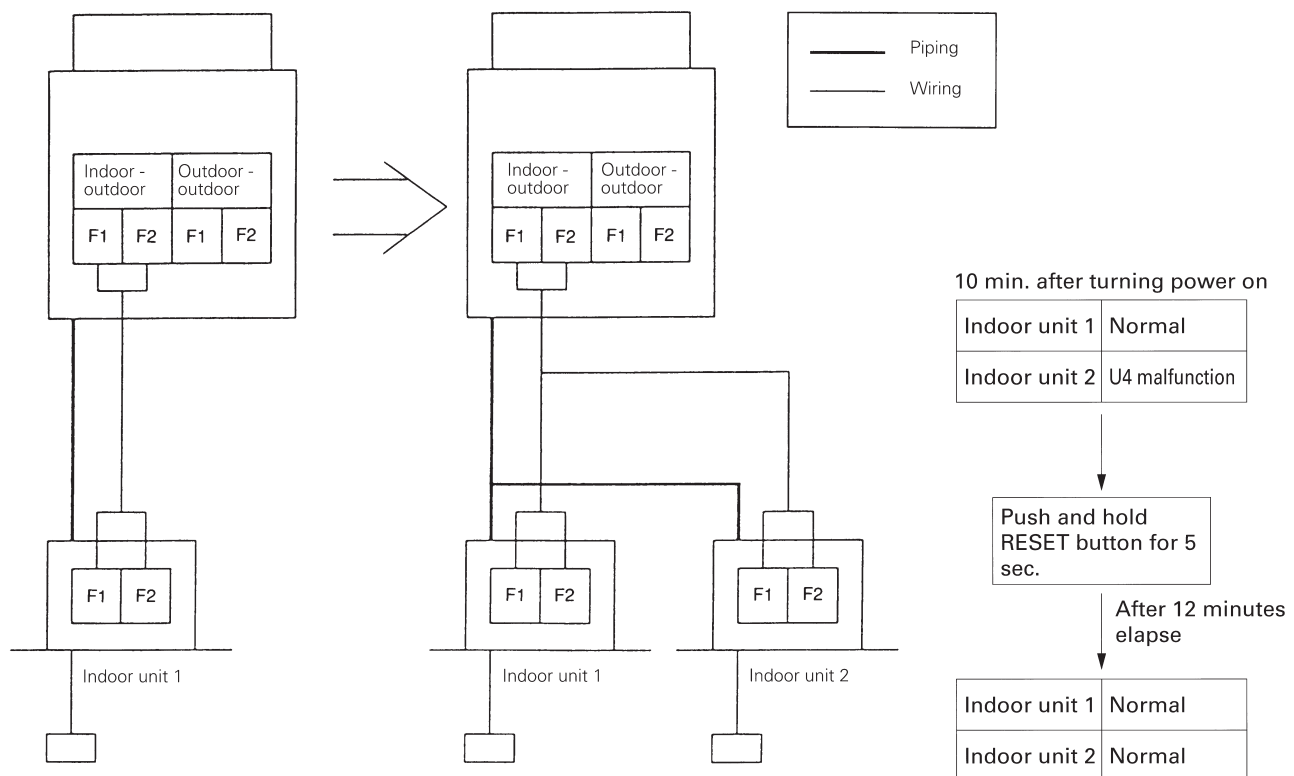 Piping
Wiring
Indoor -
outdoor
Outdoor -
outdoor
F1 F2 F1 F2
F1 F2
Indoor unit 1
Indoor -
outdoor
Outdoor -
outdoor
F1 F2 F1 F2
F1 F2
Indoor unit 1
F1 F2
Indoor unit 2
10 min. after turning power on
Indoor unit 1 Normal
Indoor unit 2 U4 malfunction
Push and hold
RESET button for 5
sec.
After 12 minutes
elapse
Indoor unit 1 Normal
Indoor unit 2 Normal